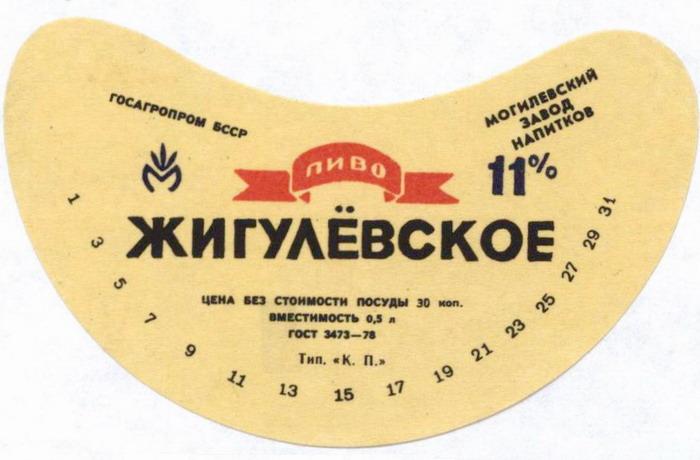 ГОСАГРОПРОМ БССР
МОГИЛЕВСКИЙ
ЗАВОД
НАПИТКОВ
ПИВО
11%
ЖИГУЛЁВСКОЕ
ЦЕНА БЕЗ СТОИМОСТИ ПОСУДЫ 30 коп.
ВМЕСТИМОСТЬ 0,5 л
ГОСТ 3473—78
Тип. «К. П.»
1 3 5 7 9 11 13 15 17 19 21 23 25 27 29 31